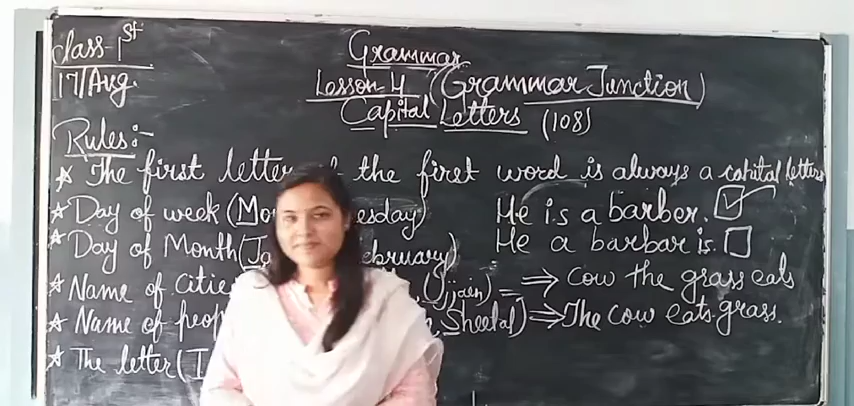 Class-1st
17/Aug.
Grammar
Lesson-4 (Grammar Junction)
Capital Letters (108)
Rules:-
* The first letter of the first word is always a capital letters
* Day of week (Mo esday)
He is a barber. ✓
* Day of Month (Ja ebruary)
He a barbar is.
* Name of citie , Ujjain) = ⇒ Cow the grass eats
* Name of peop , Sheetal) ⇒ The cow eats grass.
* The letter (I